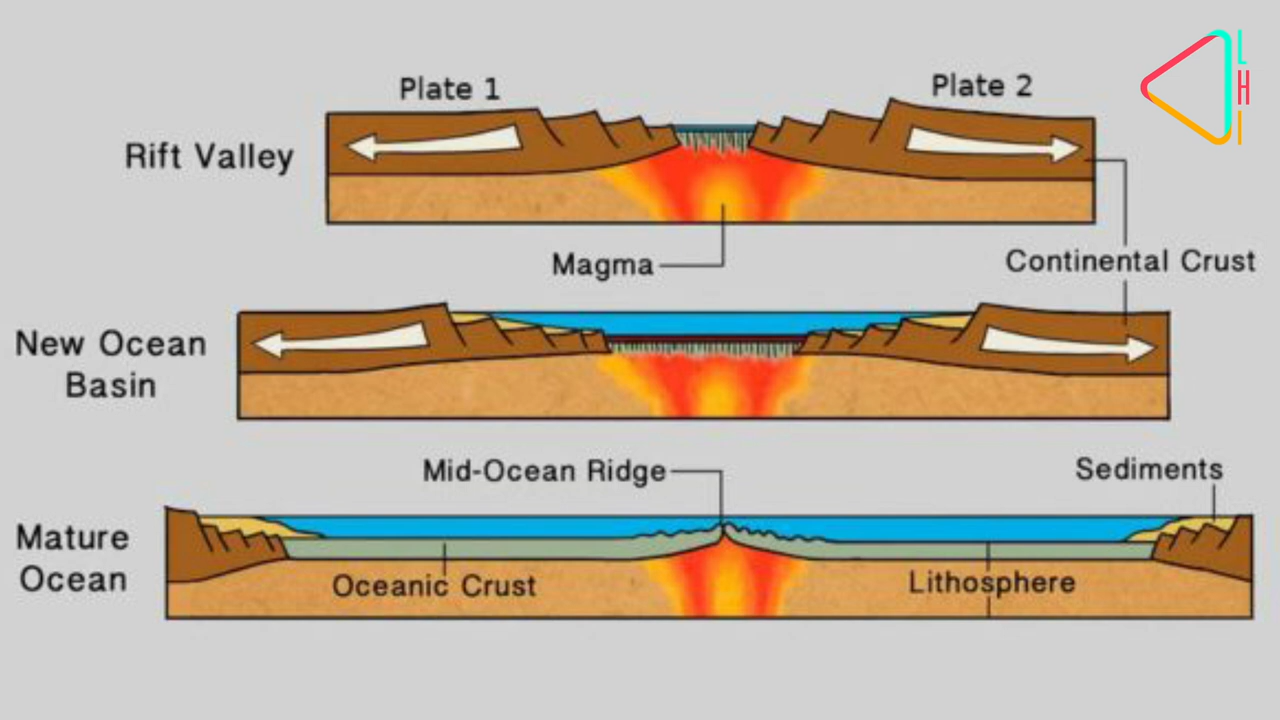 Plate 1
Plate 2
LHI
Rift Valley
Magma
Continental Crust
New Ocean
Basin
Mid-Ocean Ridge
Sediments
Mature
Ocean
Oceanic Crust
Lithosphere